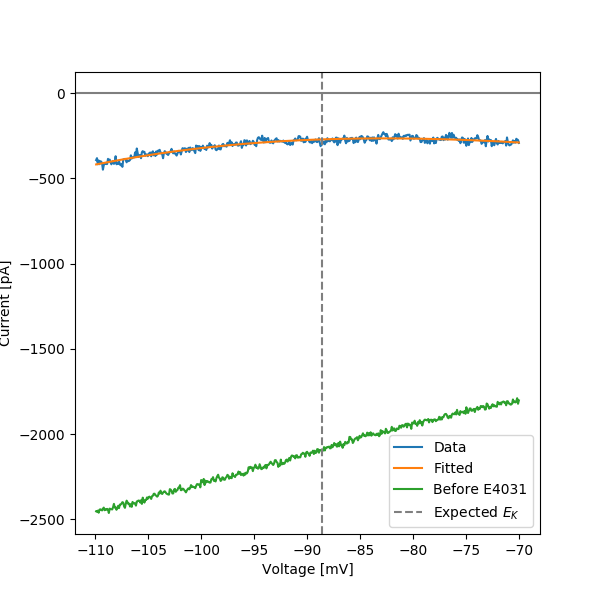 0
−500
−1000
−1500
−2000
−2500
Current [pA]
−110 −105 −100 −95 −90 −85 −80 −75 −70
Voltage [mV]
Data
Fitted
Before E4031
Expected E_K